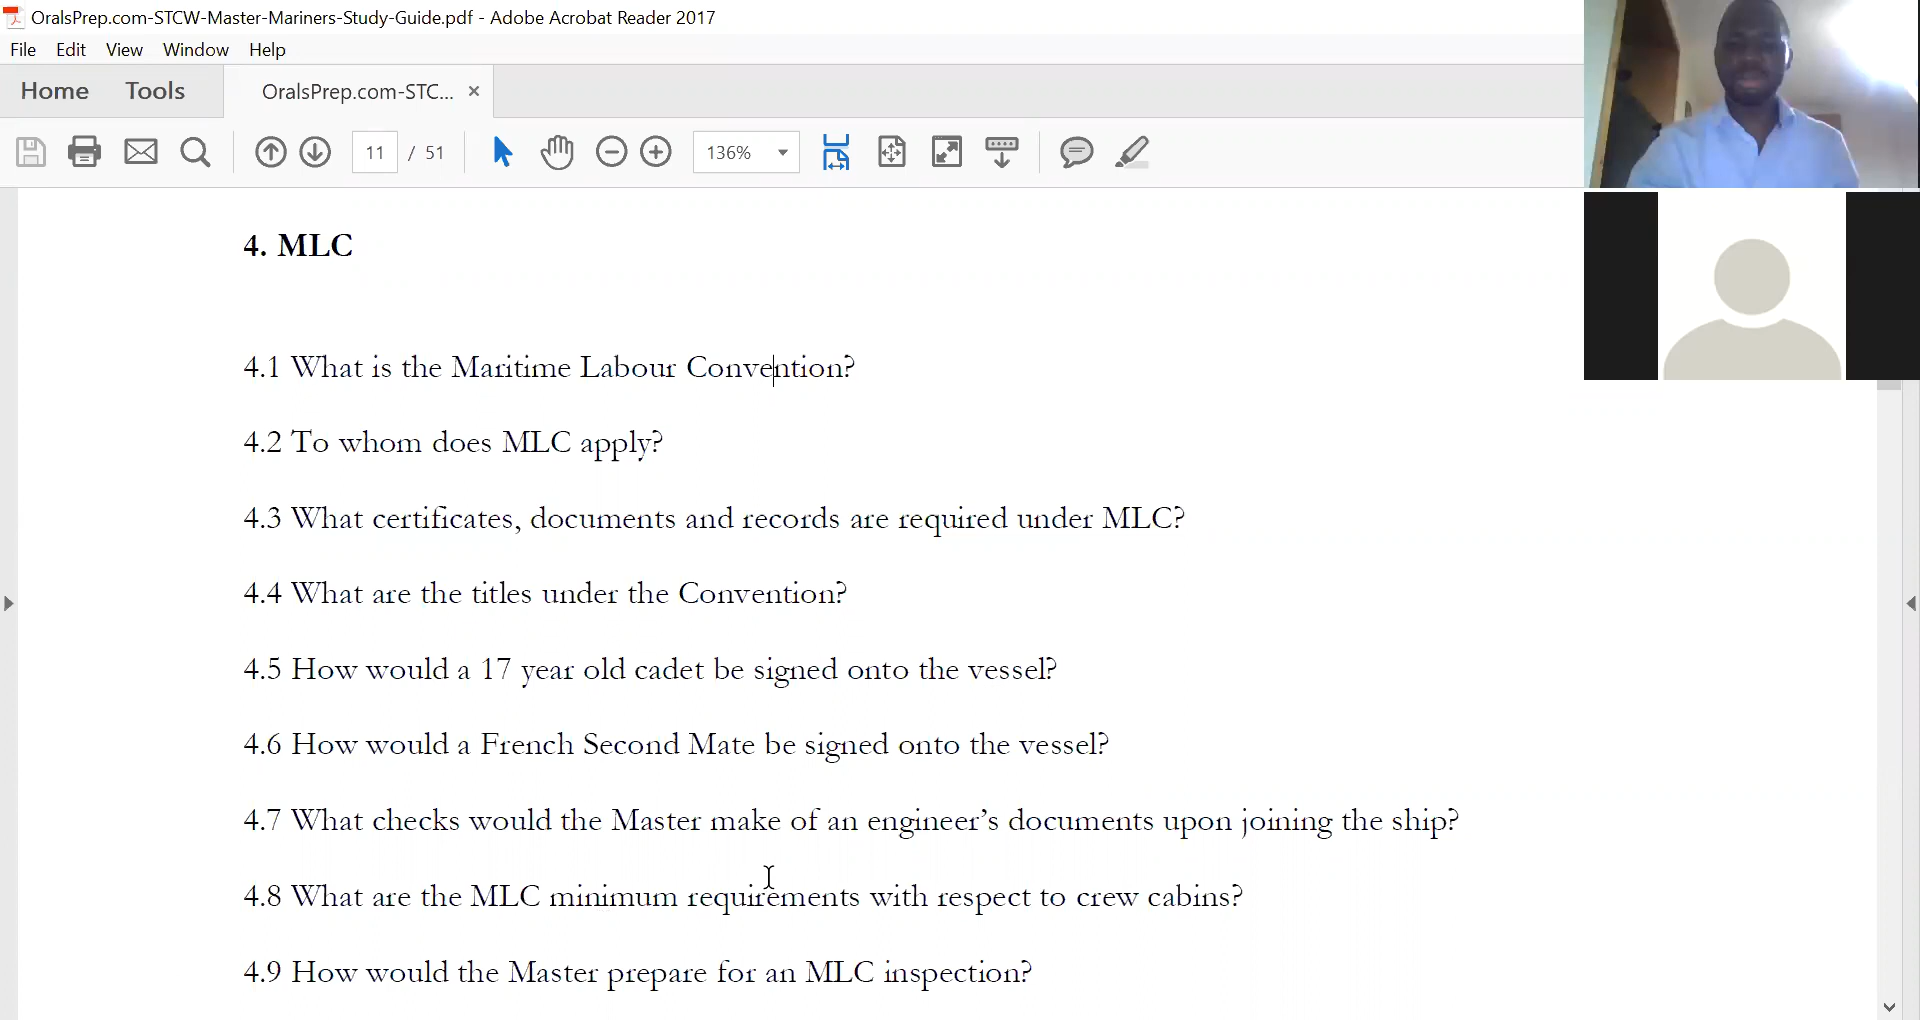 OralsPrep.com-STCW-Master-Mariners-Study-Guide.pdf - Adobe Acrobat Reader 2017
File Edit View Window Help
Home Tools OralsPrep.com-STC... ×
11 / 51 136%
4. MLC
4.1 What is the Maritime Labour Convention?
4.2 To whom does MLC apply?
4.3 What certificates, documents and records are required under MLC?
4.4 What are the titles under the Convention?
4.5 How would a 17 year old cadet be signed onto the vessel?
4.6 How would a French Second Mate be signed onto the vessel?
4.7 What checks would the Master make of an engineer’s documents upon joining the ship?
4.8 What are the MLC minimum requirements with respect to crew cabins?
4.9 How would the Master prepare for an MLC inspection?